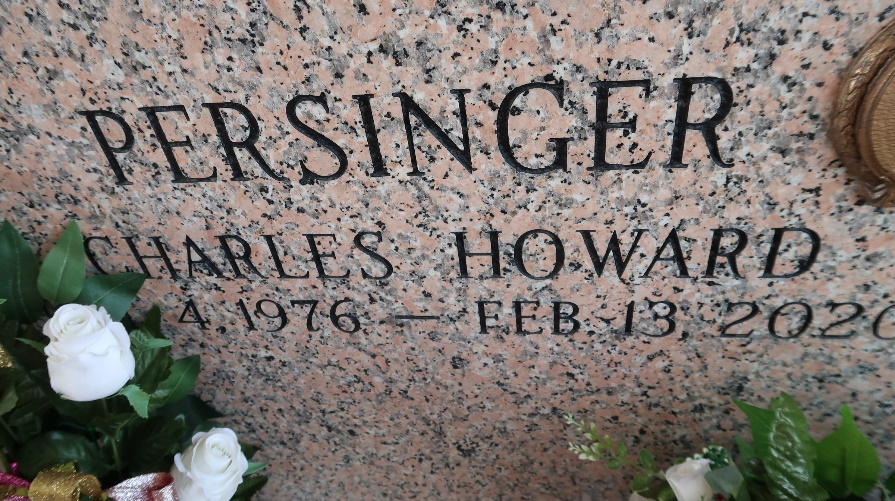 PERSINGER
CHARLES HOWARD
4 1976 — FEB 13 2020